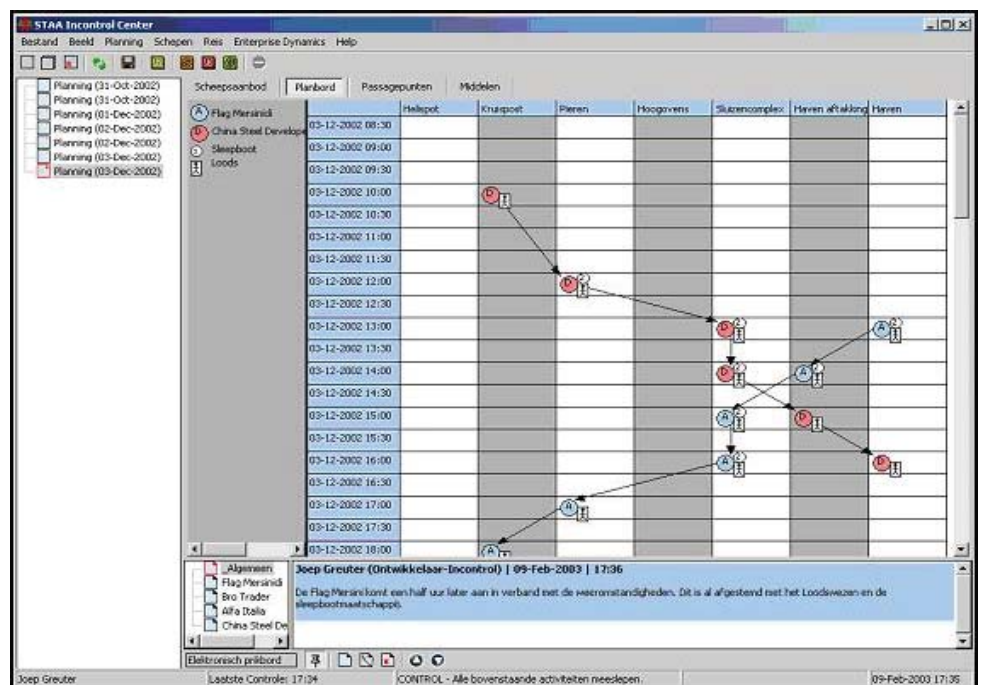 STAA Incontrol Center
Bestand Beeld Planning Schepen Reis Enterprise Dynamics Help
Planning (31-Oct-2002)
Planning (31-Oct-2002)
Planning (01-Dec-2002)
Planning (02-Dec-2002)
Planning (02-Dec-2002)
Planning (03-Dec-2002)
Planning (03-Dec-2002)
Scheepsaanbod Planbord Passagepunten Middelen
A Flag Mersinidi
D China Steel Develope
2 Sleepboot
Loods
Helispot Kruispost Pieren Hoogovens Sluizencomplex Haven aftakking Haven
03-12-2002 08:30
03-12-2002 09:00
03-12-2002 09:30
03-12-2002 10:00 D
03-12-2002 10:30
03-12-2002 11:00
03-12-2002 11:30
03-12-2002 12:00 D 2
03-12-2002 12:30
03-12-2002 13:00 D 2 A 2
03-12-2002 13:30
03-12-2002 14:00 D 2 A 2
03-12-2002 14:30
03-12-2002 15:00 A 2 D
03-12-2002 15:30
03-12-2002 16:00 A 2 D
03-12-2002 16:30
03-12-2002 17:00 A
03-12-2002 17:30
03-12-2002 18:00 A
_Algemeen
Flag Mersinidi
Bro Trader
Alfa Italia
China Steel De
Joep Greuter (Ontwikkelaar-Incontrol) | 09-Feb-2003 | 17:36
De Flag Mersini komt een half uur later aan in verband met de weeromstandigheden. Dit is al afgestemd met het Loodswezen en de
sleepbootmaatschappij.
Elektronisch prikbord
Joep Greuter Laatste Controle: 17:34 CONTROL - Alle bovenstaande activiteiten meeslepen. 09-Feb-2003 17:35